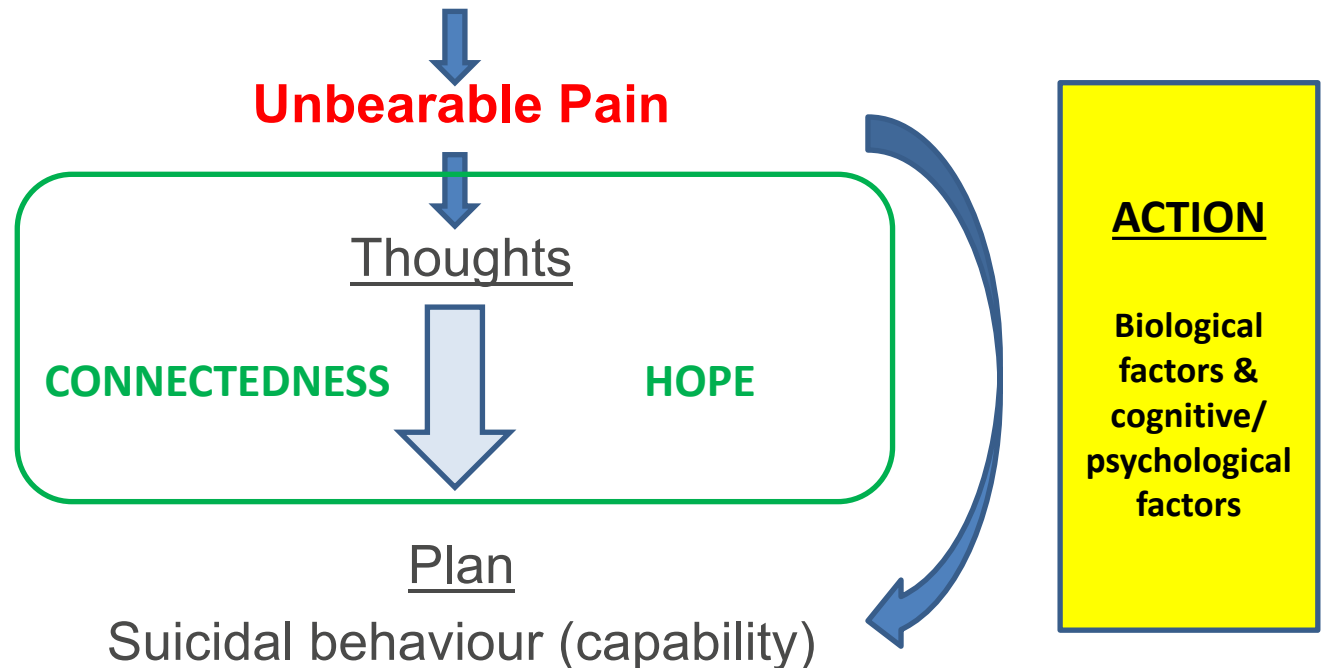 Unbearable Pain
Thoughts
CONNECTEDNESS
HOPE
Plan
Suicidal behaviour (capability)
ACTION
Biological
factors &
cognitive/
psychological
factors